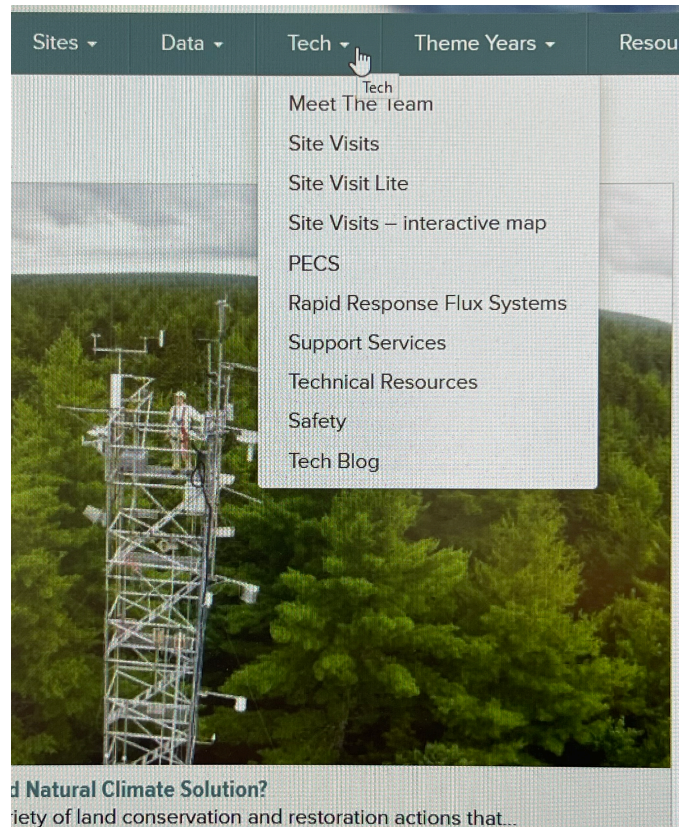 Sites Data Tech Theme Years Resou
Tech
Meet The Team
Site Visits
Site Visit Lite
Site Visits – interactive map
PECS
Rapid Response Flux Systems
Support Services
Technical Resources
Safety
Tech Blog
d Natural Climate Solution?
riety of land conservation and restoration actions that...